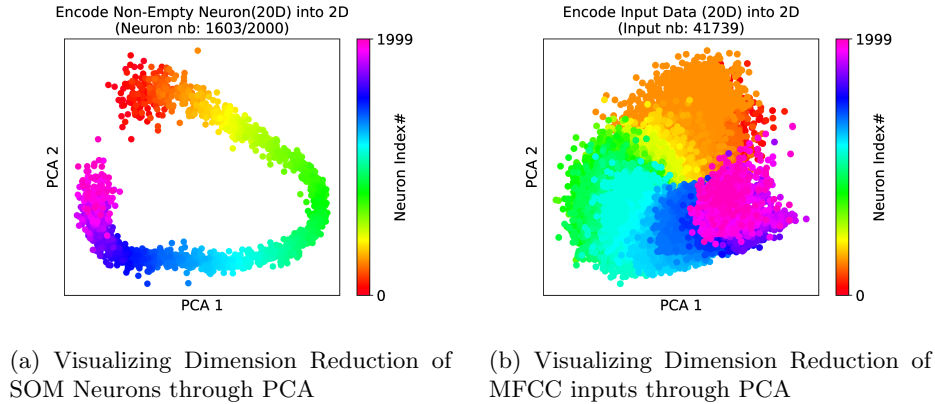 Encode Non-Empty Neuron(20D) into 2D
(Neuron nb: 1603/2000)
PCA 2
PCA 1
1999
Neuron Index#
0
Encode Input Data (20D) into 2D
(Input nb: 41739)
PCA 2
PCA 1
1999
Neuron Index#
0
(a) Visualizing Dimension Reduction of
SOM Neurons through PCA
(b) Visualizing Dimension Reduction of
MFCC inputs through PCA